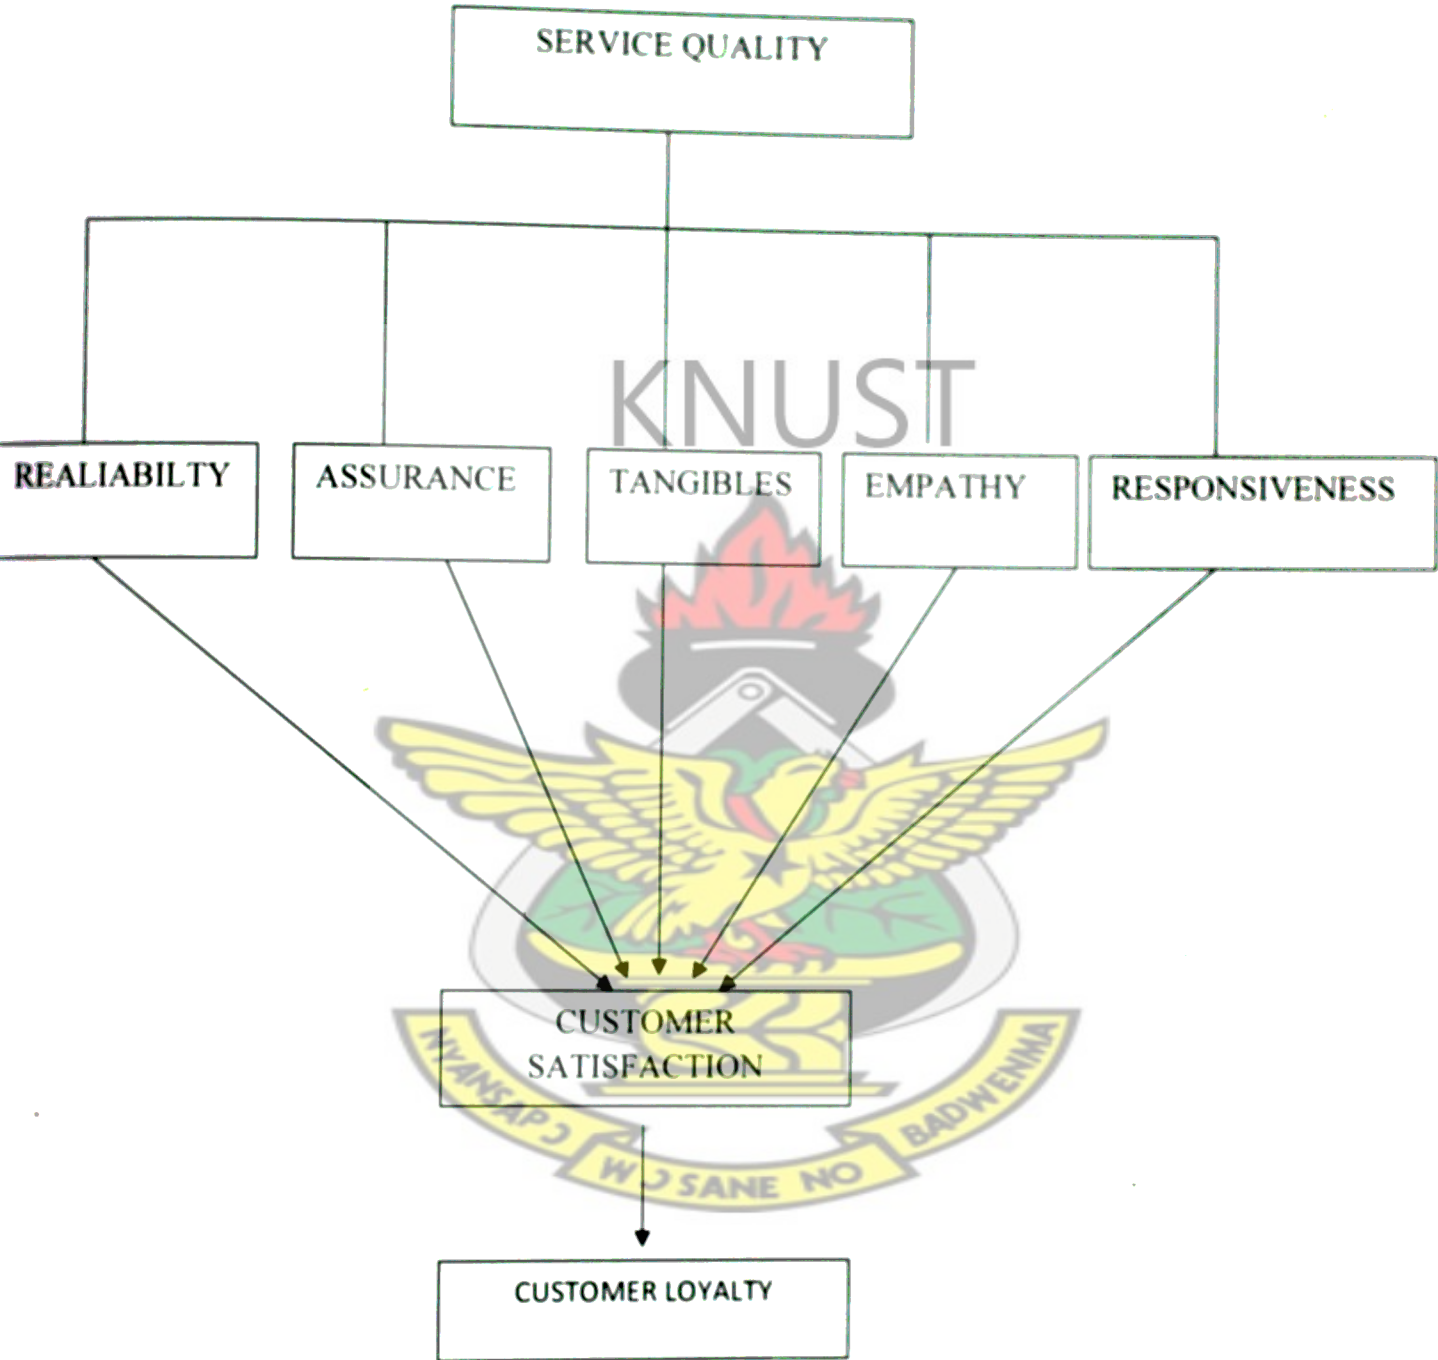 SERVICE QUALITY
KNUST
REALIABILTY
ASSURANCE
TANGIBLES
EMPATHY
RESPONSIVENESS
CUSTOMER
SATISFACTION
NYANSAPƆ
WƆSANE NO
BADWENMA
CUSTOMER LOYALTY